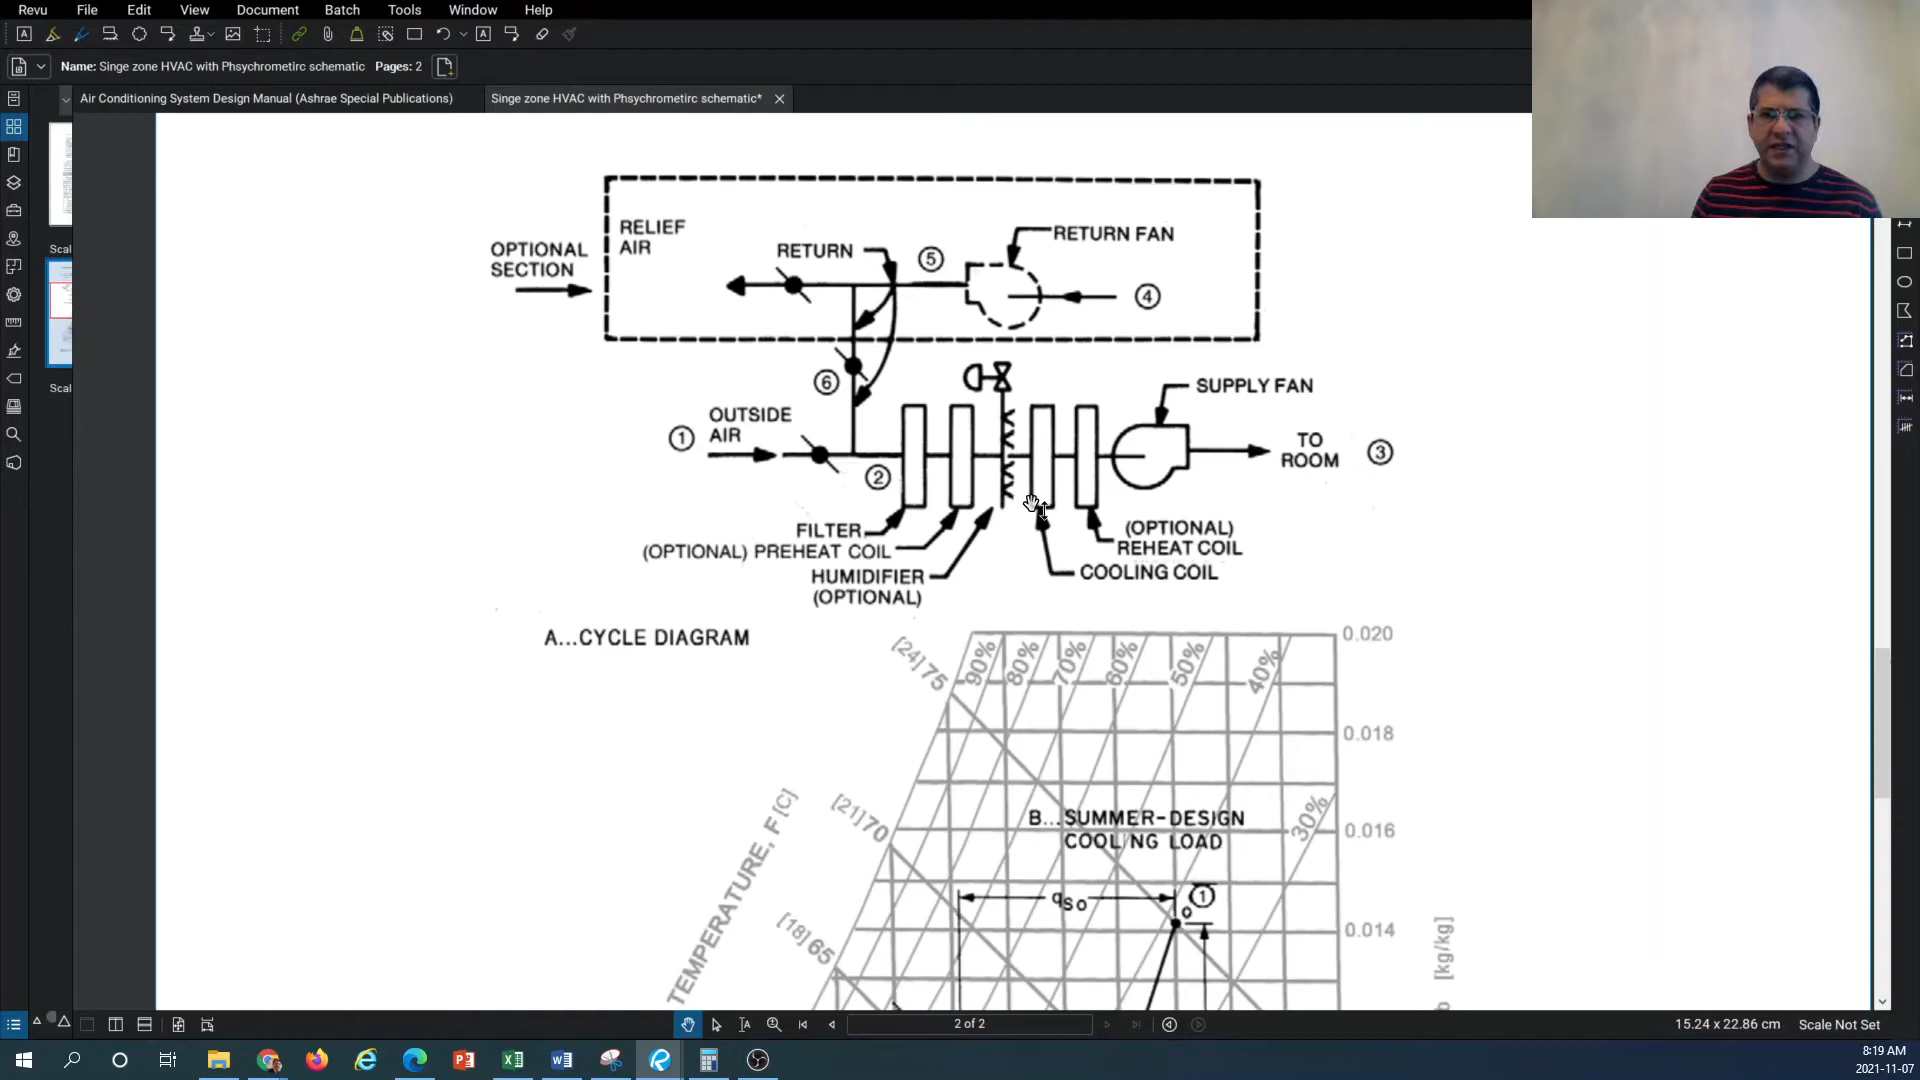 Revu File Edit View Document Batch Tools Window Help
Name: Singe zone HVAC with Phsychrometirc schematic Pages: 2
Air Conditioning System Design Manual (Ashrae Special Publications) Singe zone HVAC with Phsychrometirc schematic*
Scal
Scal
OPTIONAL
SECTION
RELIEF
AIR
RETURN
5
RETURN FAN
4
6
1
OUTSIDE
AIR
2
SUPPLY FAN
TO
ROOM
3
FILTER
(OPTIONAL) PREHEAT COIL
HUMIDIFIER
(OPTIONAL)
(OPTIONAL)
REHEAT COIL
COOLING COIL
A...CYCLE DIAGRAM
[24] 75
90% 80% 70% 60% 50% 40%
0.020
0.018
[21] 70
B...SUMMER-DESIGN
COOL NG LOAD
30%
0.016
qso
1
o
[18] 65
0.014
TEMPERATURE, F [C]
[kg/kg]
2 of 2
15.24 x 22.86 cm Scale Not Set
8:19 AM
2021-11-07